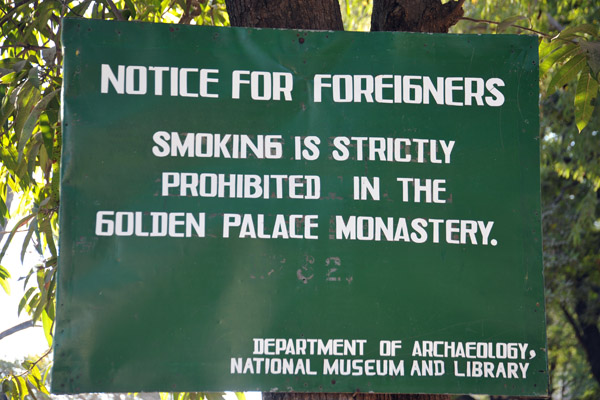 NOTICE FOR FOREIGNERS
SMOKING IS STRICTLY
PROHIBITED IN THE
GOLDEN PALACE MONASTERY.
DEPARTMENT OF ARCHAEOLOGY,
NATIONAL MUSEUM AND LIBRARY